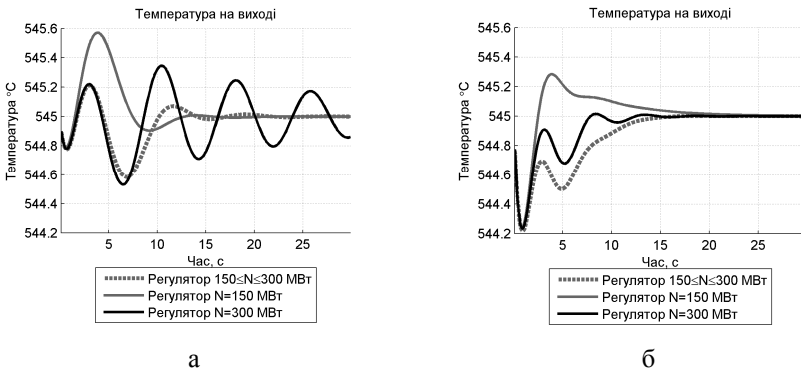 Температура на виході
Температура °С
545.6
545.4
545.2
545
544.8
544.6
544.4
544.2
5
10
15
20
25
Час, с
Регулятор 150≤N≤300 МВт
Регулятор N=150 МВт
Регулятор N=300 МВт
а
Температура на виході
Температура °С
545.6
545.4
545.2
545
544.8
544.6
544.4
544.2
5
10
15
20
25
Час, с
Регулятор 150≤N≤300 МВт
Регулятор N=150 МВт
Регулятор N=300 МВт
б